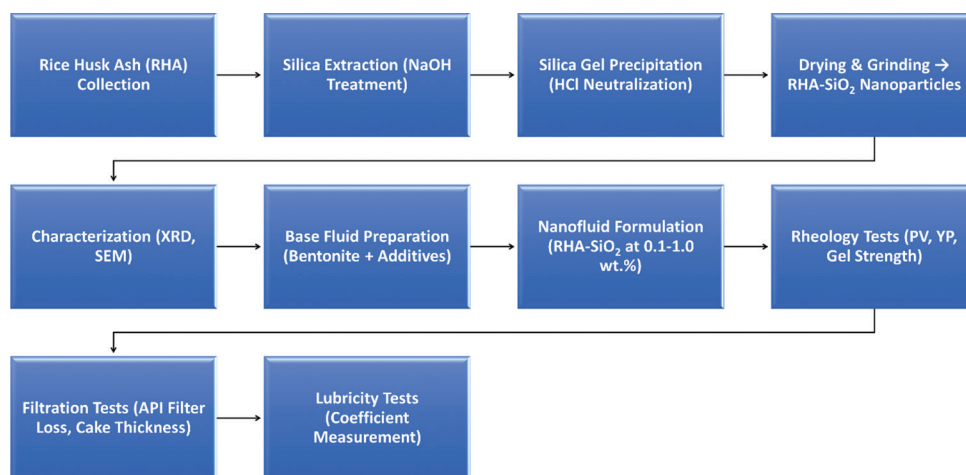 Rice Husk Ash (RHA)
Collection
Silica Extraction (NaOH
Treatment)
Silica Gel Precipitation
(HCl Neutralization)
Drying & Grinding →
RHA-SiO₂ Nanoparticles
Characterization (XRD,
SEM)
Base Fluid Preparation
(Bentonite + Additives)
Nanofluid Formulation
(RHA-SiO₂ at 0.1-1.0
wt.%)
Rheology Tests (PV, YP,
Gel Strength)
Filtration Tests (API Filter
Loss, Cake Thickness)
Lubricity Tests
(Coefficient
Measurement)